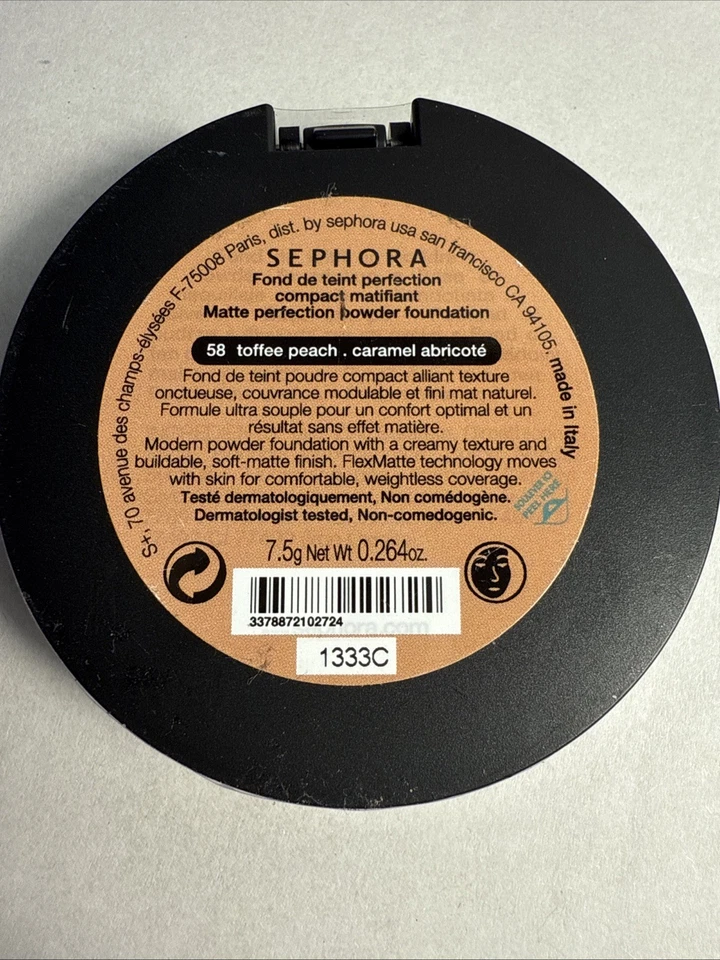 S+, 70 avenue des champs-élysées F-75008 Paris, dist. by sephora usa san francisco CA 94105. made in Italy
SEPHORA
Fond de teint perfection
compact matifiant
Matte perfection powder foundation
58 toffee peach . caramel abricoté
Fond de teint poudre compact alliant texture
onctueuse, couvrance modulable et fini mat naturel.
Formule ultra souple pour un confort optimal et un
résultat sans effet matière.
Modern powder foundation with a creamy texture and
buildable, soft-matte finish. FlexMatte technology moves
with skin for comfortable, weightless coverage.
Testé dermatologiquement, Non comédogène.
Dermatologist tested, Non-comedogenic.
SOULEVER ICI
PEEL HERE
7.5g Net Wt 0.264oz.
3378872102724
1333C